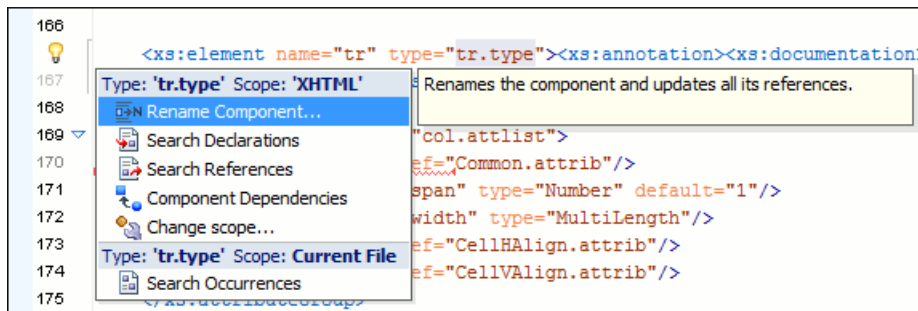 166
<xs:element name="tr" type="tr.type"><xs:annotation><xs:documentation
167
Type: 'tr.type' Scope: 'XHTML'
Renames the component and updates all its references.
168
Rename Component...
169 Search Declarations "col.attlist">
170 Search References ef="Common.attrib"/>
171 Component Dependencies span" type="Number" default="1"/>
172 Change scope... width" type="MultiLength"/>
173 Type: 'tr.type' Scope: Current File ef="CellHAlign.attrib"/>
174 Search Occurrences ef="CellVAlign.attrib"/>
175 </xs:attributeGroup>